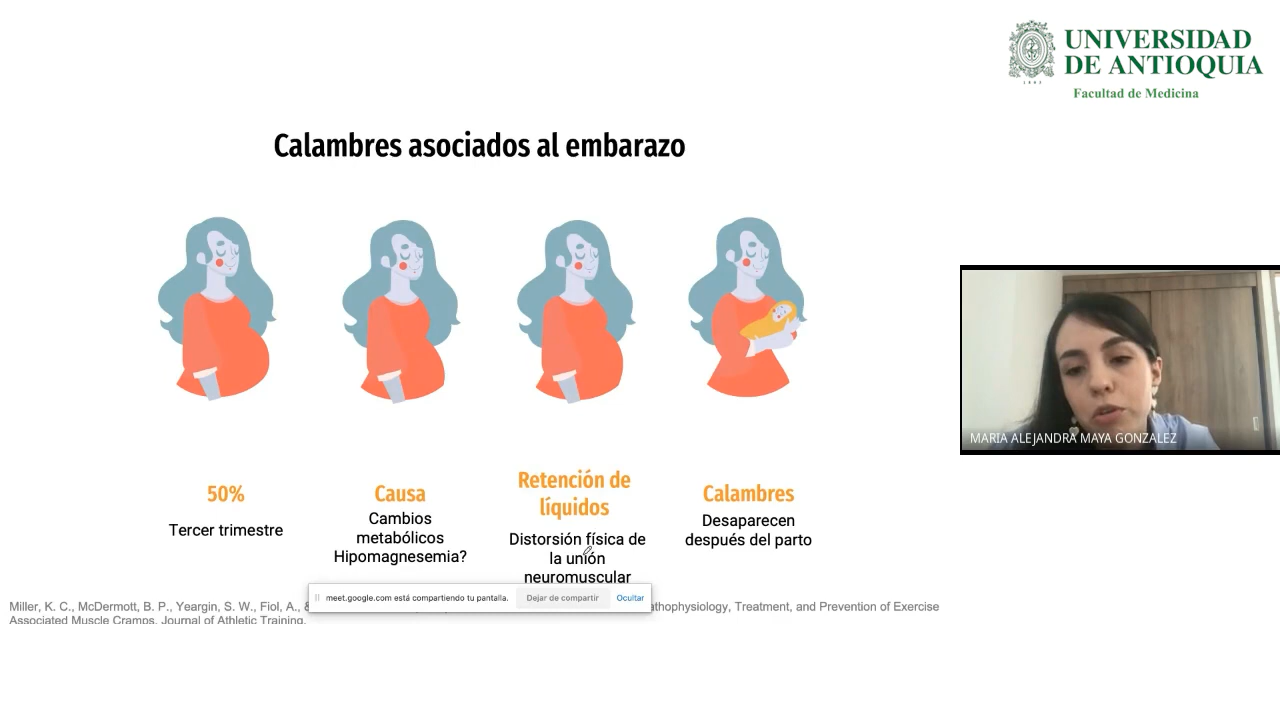 UNIVERSIDAD
DE ANTIOQUIA
1803
Facultad de Medicina
Calambres asociados al embarazo
50%
Tercer trimestre
Causa
Cambios
metabólicos
Hipomagnesemia?
Retención de
líquidos
Distorsión física de
la unión
neuromuscular
Calambres
Desaparecen
después del parto
MARIA ALEJANDRA MAYA GONZALEZ
meet.google.com está compartiendo tu pantalla. Dejar de compartir Ocultar
Miller, K. C., McDermott, B. P., Yeargin, S. W., Fiol, A., & athophysiology, Treatment, and Prevention of Exercise
Associated Muscle Cramps. Journal of Athletic Training.